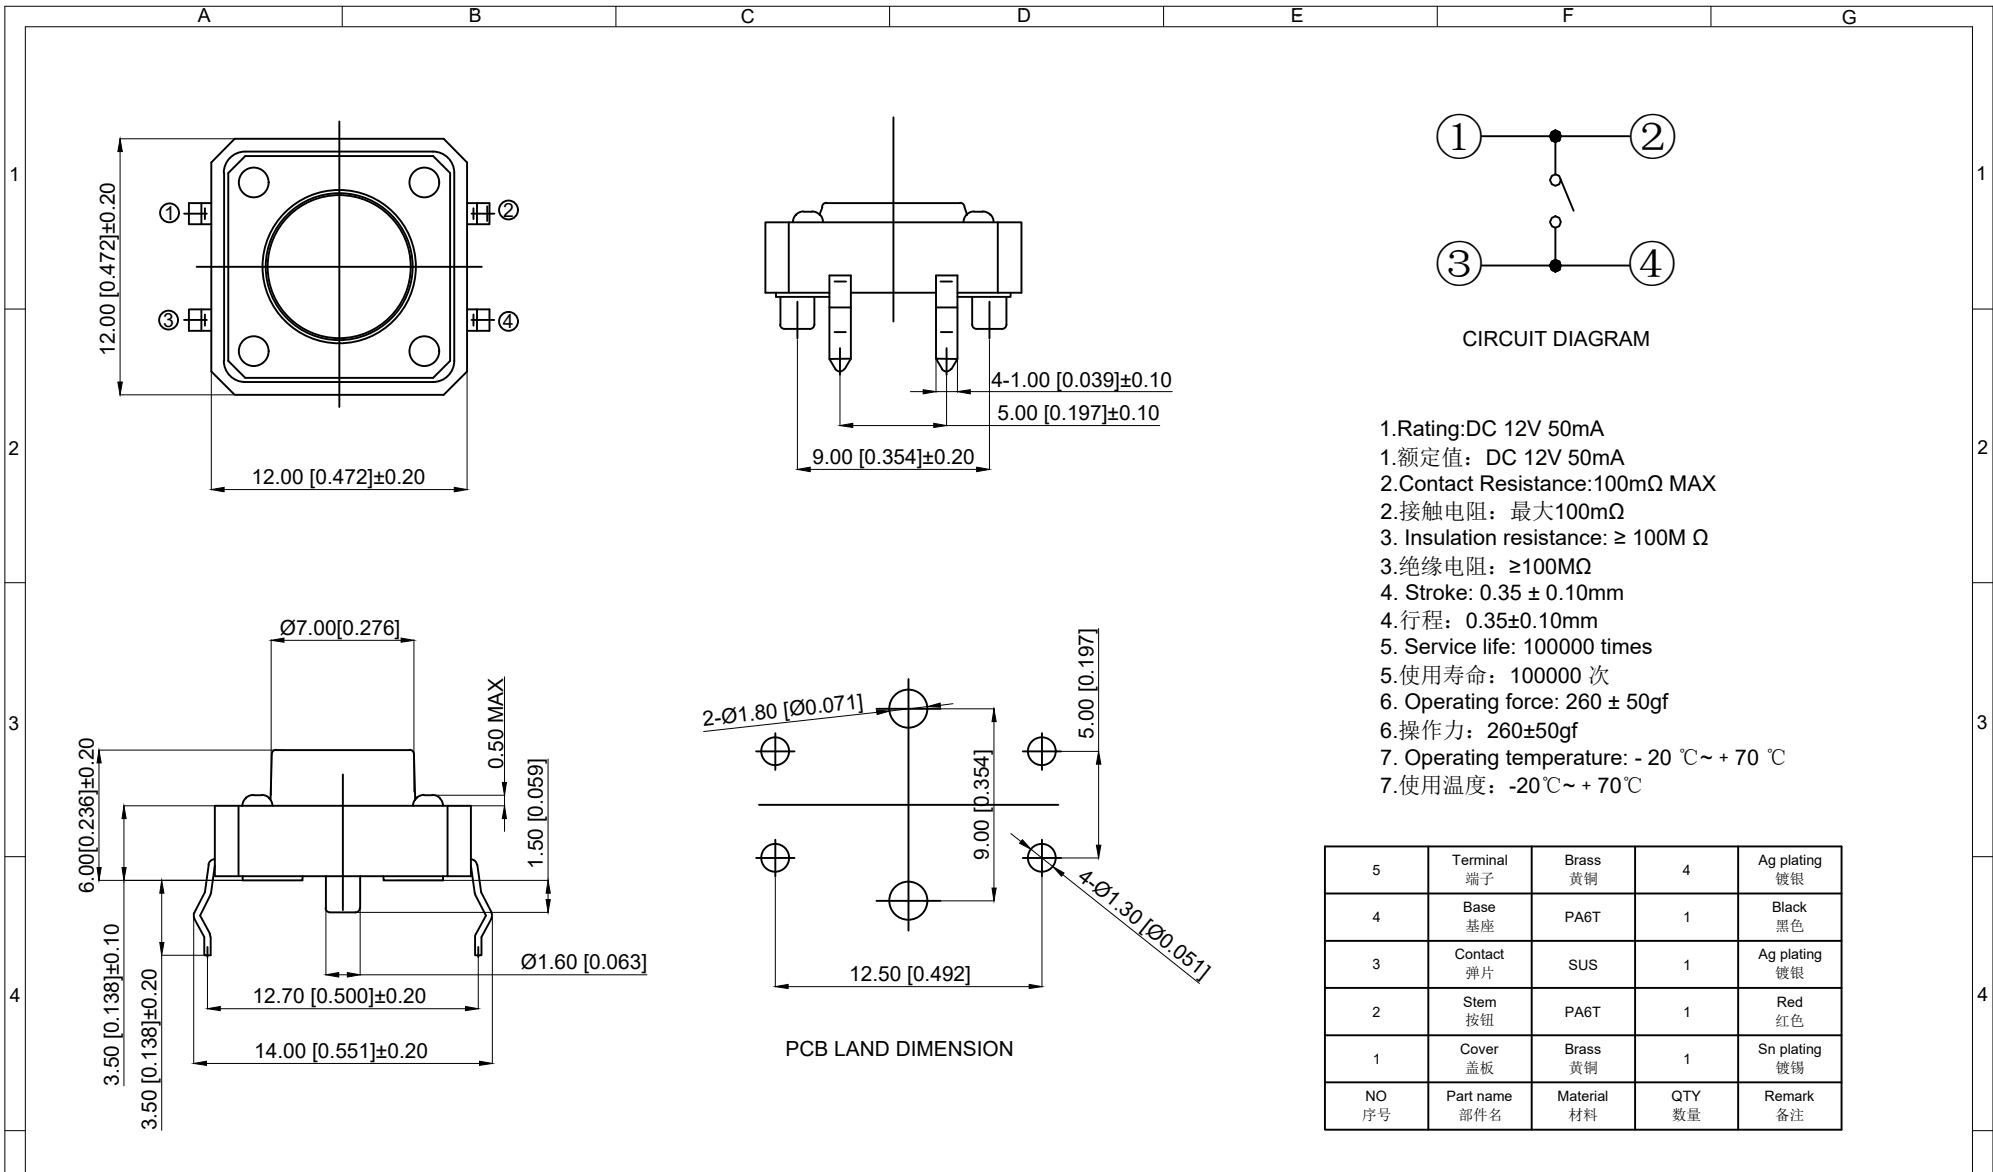 A B C D E F G
1
2
3
4
1
2
3
4
12.00 [0.472]±0.20
① ②
③ ④
12.00 [0.472]±0.20
4-1.00 [0.039]±0.10
5.00 [0.197]±0.10
9.00 [0.354]±0.20
① ②
③ ④
CIRCUIT DIAGRAM
1.Rating:DC 12V 50mA
1.额定值：DC 12V 50mA
2.Contact Resistance:100mΩ MAX
2.接触电阻：最大100mΩ
3. Insulation resistance: ≥ 100M Ω
3.绝缘电阻：≥100MΩ
4. Stroke: 0.35 ± 0.10mm
4.行程：0.35±0.10mm
5. Service life: 100000 times
5.使用寿命：100000 次
6. Operating force: 260 ± 50gf
6.操作力：260±50gf
7. Operating temperature: - 20 ℃~ + 70 ℃
7.使用温度：-20℃~ + 70℃
Ø7.00[0.276]
0.50 MAX
6.00[0.236]±0.20
1.50 [0.059]
3.50 [0.138]±0.10
3.50 [0.138]±0.20
Ø1.60 [0.063]
12.70 [0.500]±0.20
14.00 [0.551]±0.20
2-Ø1.80 [Ø0.071]
5.00 [0.197]
9.00 [0.354]
4-Ø1.30 [Ø0.051]
12.50 [0.492]
PCB LAND DIMENSION
5 Terminal Brass 4 Ag plating
端子 黄铜 镀银
4 Base PA6T 1 Black
基座 黑色
3 Contact SUS 1 Ag plating
弹片 镀银
2 Stem PA6T 1 Red
按钮 红色
1 Cover Brass 1 Sn plating
盖板 黄铜 镀锡
NO Part name Material QTY Remark
序号 部件名 材料 数量 备注